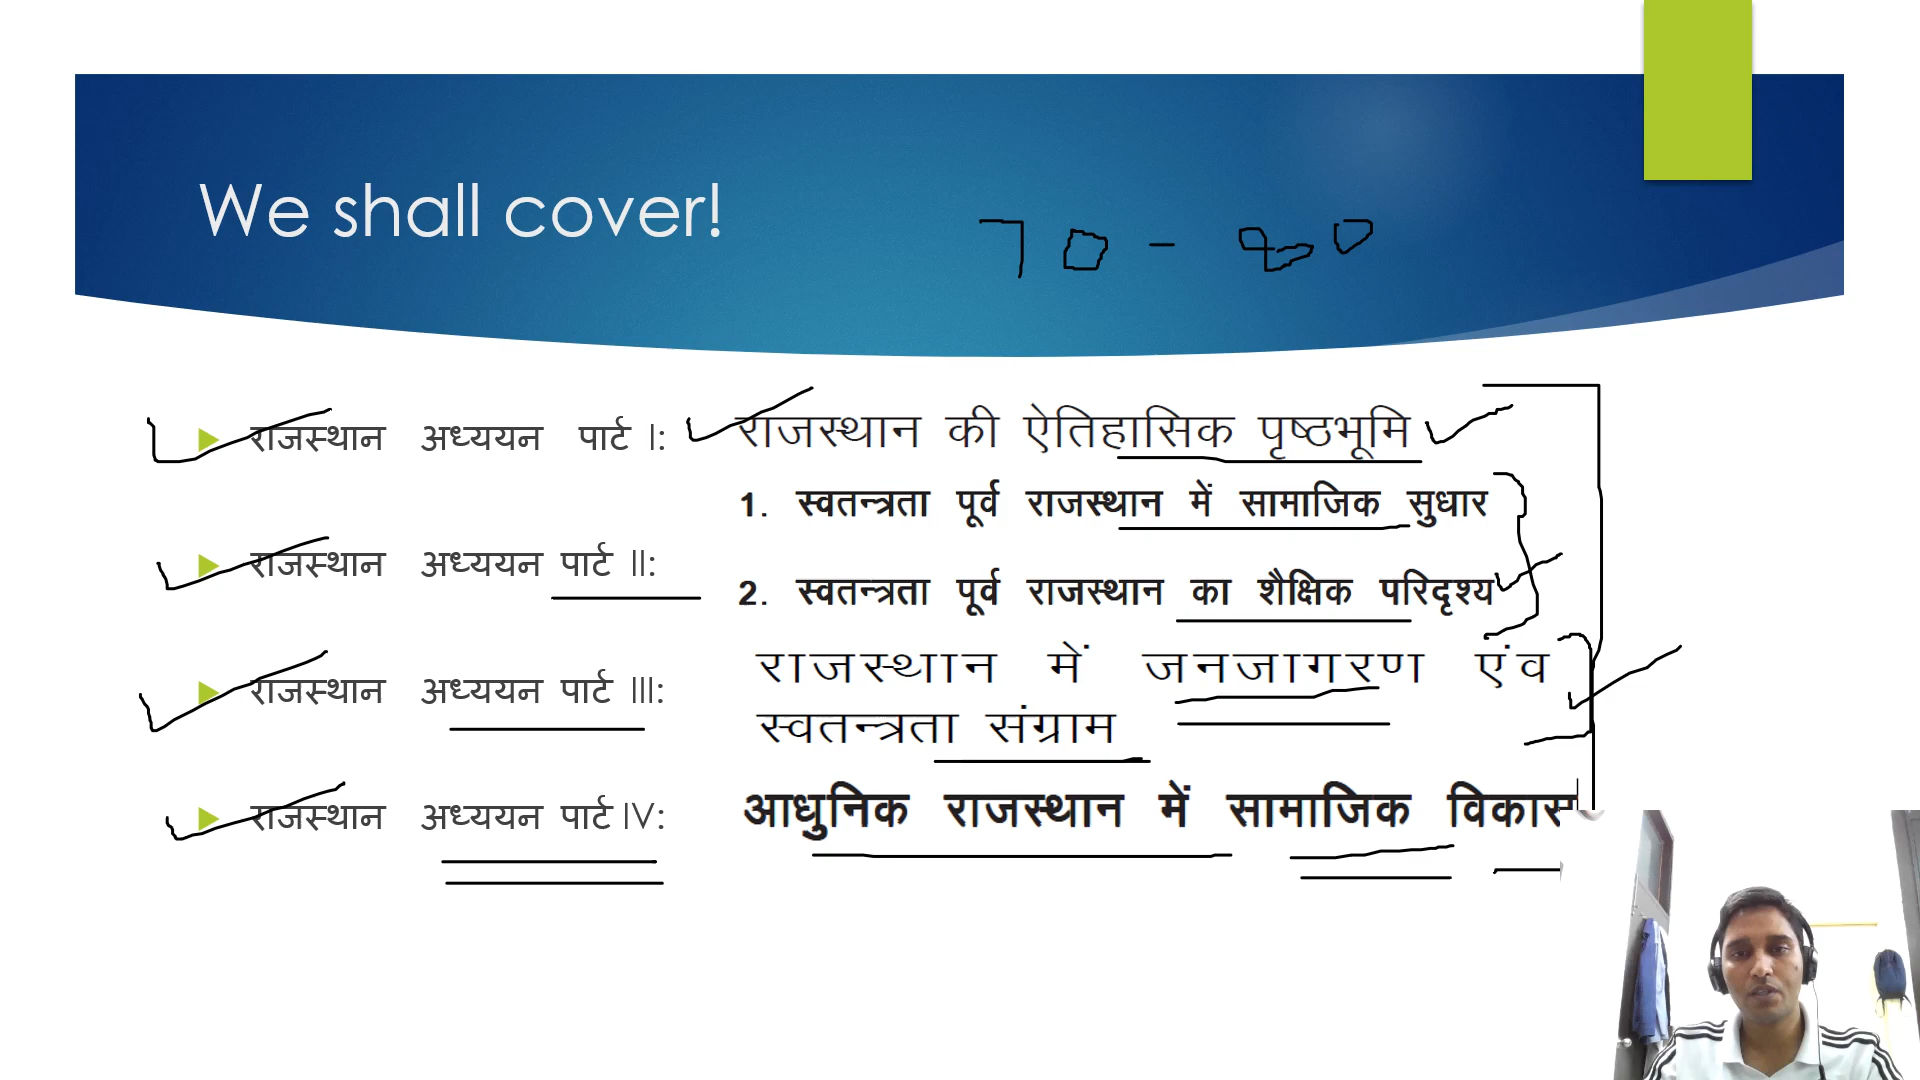 We shall cover!
70 - 80
राजस्थान अध्ययन पार्ट I: राजस्थान की ऐतिहासिक पृष्ठभूमि
1. स्वतन्त्रता पूर्व राजस्थान में सामाजिक सुधार
राजस्थान अध्ययन पार्ट II:
2. स्वतन्त्रता पूर्व राजस्थान का शैक्षिक परिदृश्य
राजस्थान में जनजागरण एंव
राजस्थान अध्ययन पार्ट III:
स्वतन्त्रता संग्राम
राजस्थान अध्ययन पार्ट IV: आधुनिक राजस्थान में सामाजिक विकास